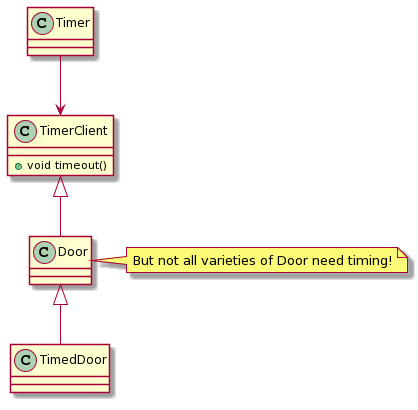 C Timer
C TimerClient
void timeout()
C Door
But not all varieties of Door need timing!
C TimedDoor